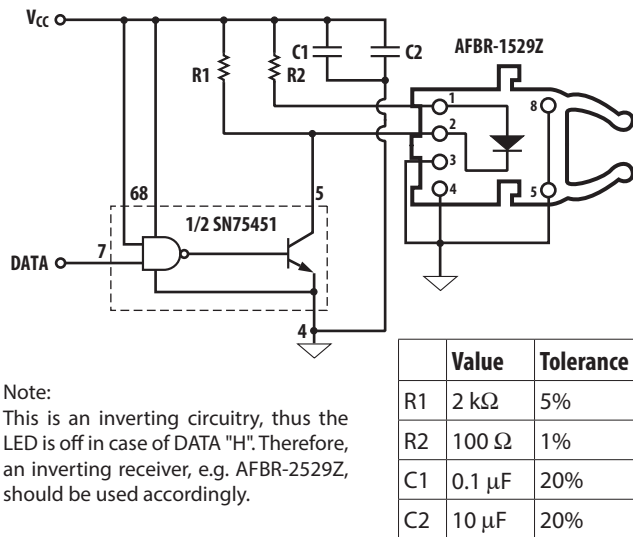 VCC
C1
C2
AFBR-1529Z
R1
R2
1
8
2
3
4
5
68
5
1/2 SN75451
7
DATA
4
Note:
This is an inverting circuitry, thus the
LED is off in case of DATA "H". Therefore,
an inverting receiver, e.g. AFBR-2529Z,
should be used accordingly.
Value Tolerance
R1 2 kΩ 5%
R2 100 Ω 1%
C1 0.1 μF 20%
C2 10 μF 20%